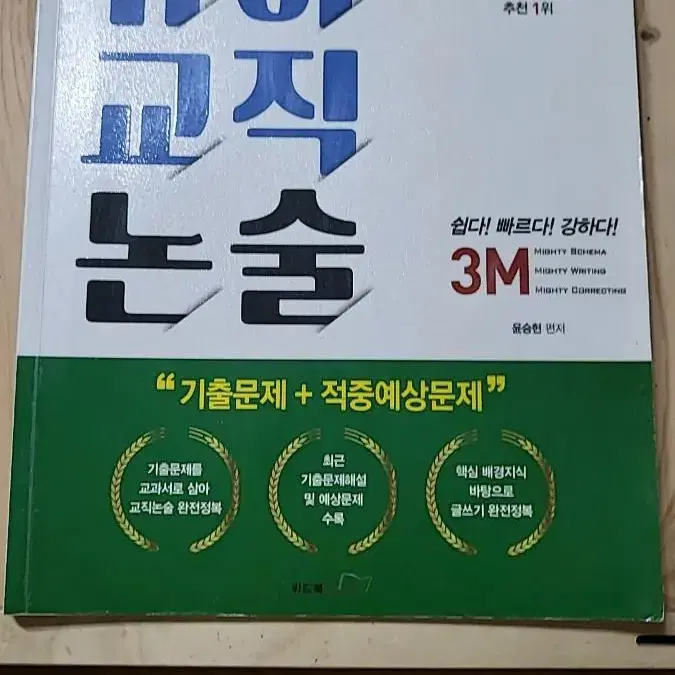 추천 1위
교직
논술
쉽다! 빠르다! 강하다!
3M
MIGHTY SCHEMA
MIGHTY WRITING
MIGHTY CORRECTING
윤승현 편저
“기출문제 + 적중예상문제”
기출문제를
교과서로 삼아
교직논술 완전정복
최근
기출문제해설
및 예상문제
수록
핵심 배경지식
바탕으로
글쓰기 완전정복